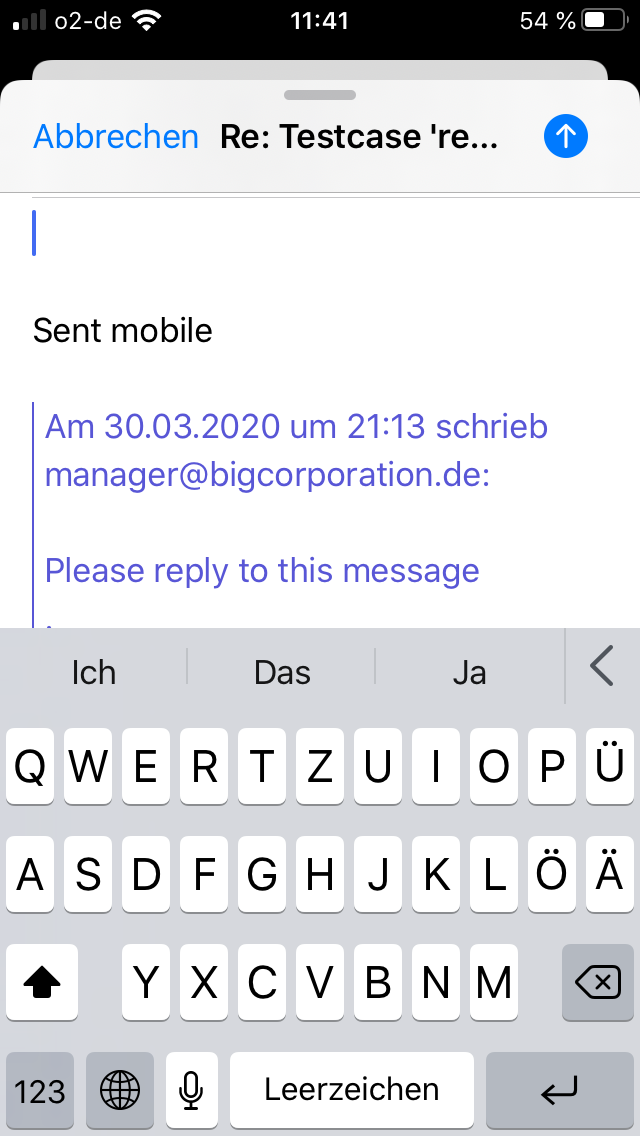 o2-de 11:41 54 %
Abbrechen Re: Testcase 're...
Sent mobile
Am 30.03.2020 um 21:13 schrieb
manager@bigcorporation.de:
Please reply to this message
Ich Das Ja
Q W E R T Z U I O P Ü
A S D F G H J K L Ö Ä
Y X C V B N M
123 Leerzeichen